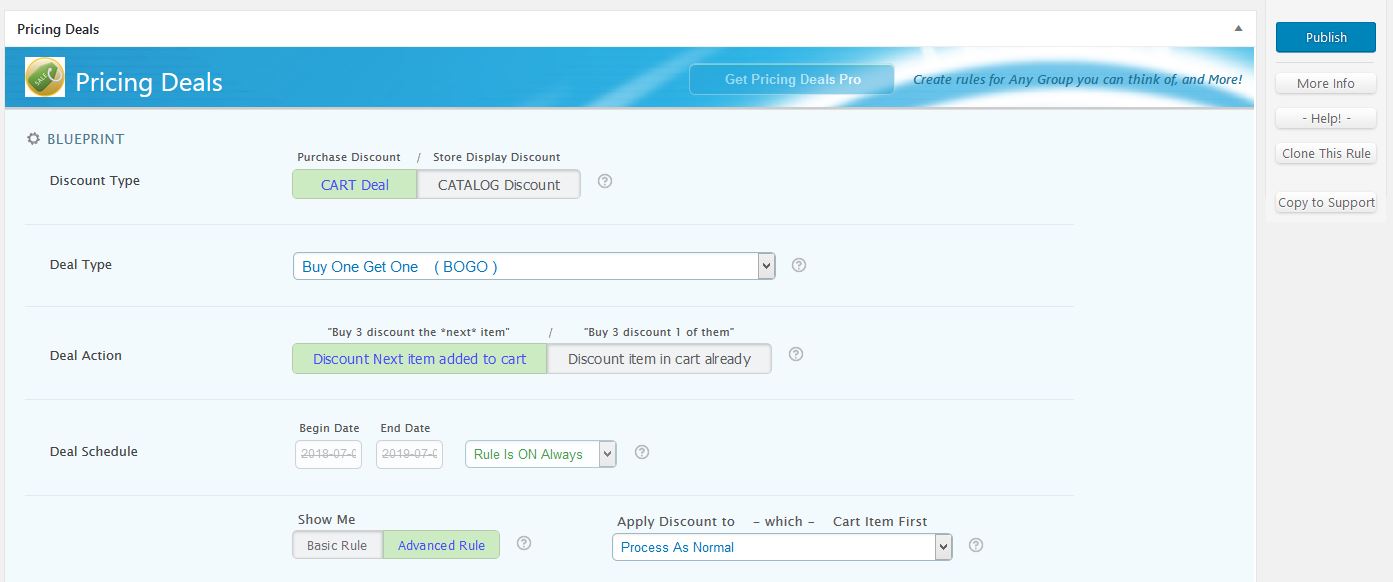 Pricing Deals
Publish
SALE
Pricing Deals
Get Pricing Deals Pro
Create rules for Any Group you can think of, and More!
More Info
- Help! -
Clone This Rule
Copy to Support
BLUEPRINT
Purchase Discount / Store Display Discount
Discount Type
CART Deal
CATALOG Discount
?
Deal Type
Buy One Get One ( BOGO )
?
"Buy 3 discount the *next* item" / "Buy 3 discount 1 of them"
Deal Action
Discount Next item added to cart
Discount item in cart already
?
Begin Date End Date
Deal Schedule
2018-07-0
2019-07-0
Rule Is ON Always
?
Show Me
Basic Rule
Advanced Rule
?
Apply Discount to - which - Cart Item First
Process As Normal
?